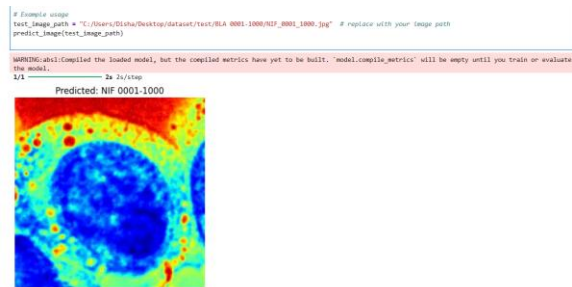 # Example usage
test_image_path = "C:/Users/Disha/Desktop/dataset/test/BLA 0001-1000/NIF_0001_1000.jpg" # replace with your image path
predict_image(test_image_path)
WARNING:absl:Compiled the loaded model, but the compiled metrics have yet to be built. `model.compile_metrics` will be empty until you train or evaluate
the model.
1/1 2s 2s/step
Predicted: NIF 0001-1000